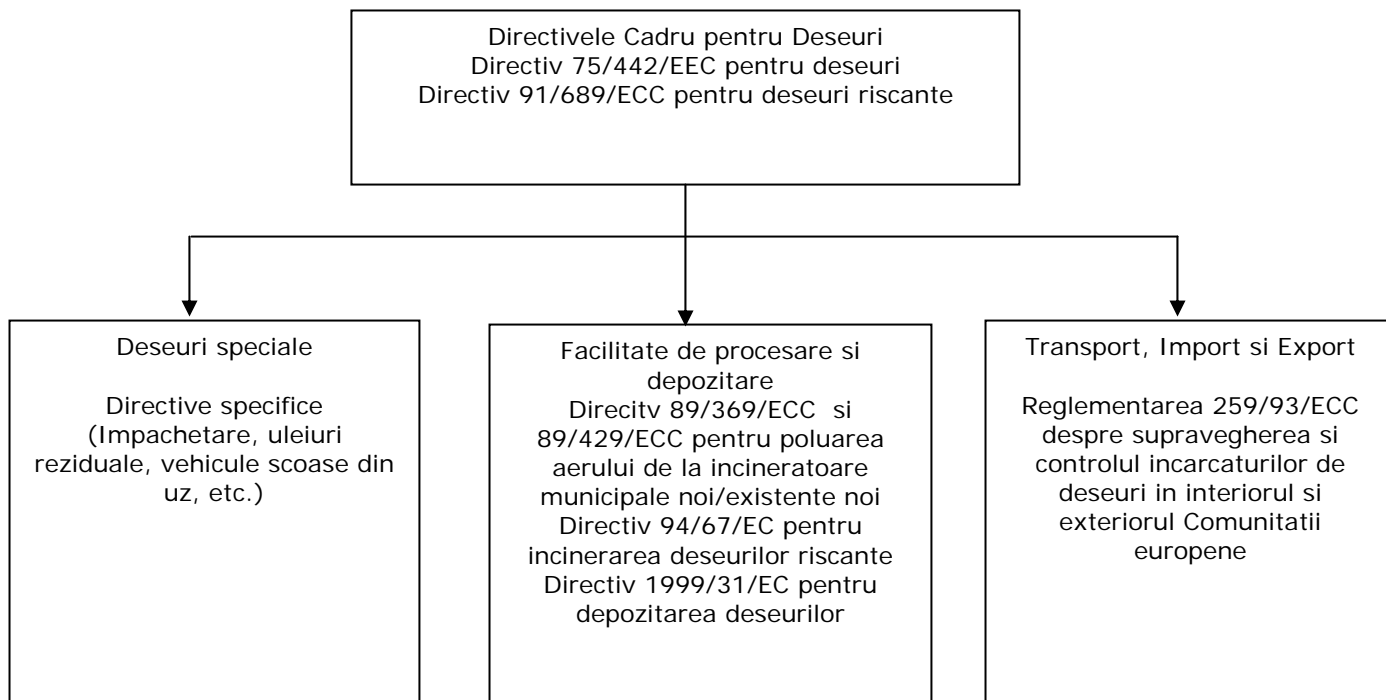 Directivele Cadru pentru Deseuri
Directiv 75/442/EEC pentru deseuri
Directiv 91/689/ECC pentru deseuri riscante
Deseuri speciale
Directive specifice
(Impachetare, uleiuri
reziduale, vehicule scoase din
uz, etc.)
Facilitate de procesare si
depozitare
Direcitv 89/369/ECC si
89/429/ECC pentru poluarea
aerului de la incineratoare
municipale noi/existente noi
Directiv 94/67/EC pentru
incinerarea deseurilor riscante
Directiv 1999/31/EC pentru
depozitarea deseurilor
Transport, Import si Export
Reglementarea 259/93/ECC
despre supravegherea si
controlul incarcaturilor de
deseuri in interiorul si
exteriorul Comunitatii
europene